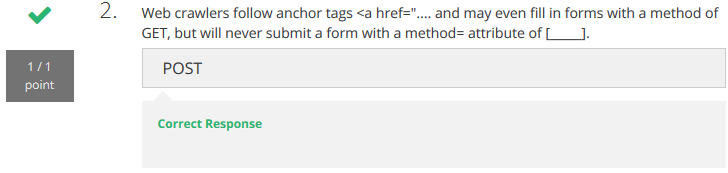 2. Web crawlers follow anchor tags <a href=".... and may even fill in forms with a method of
GET, but will never submit a form with a method= attribute of [_____].
1 / 1
point
POST
Correct Response